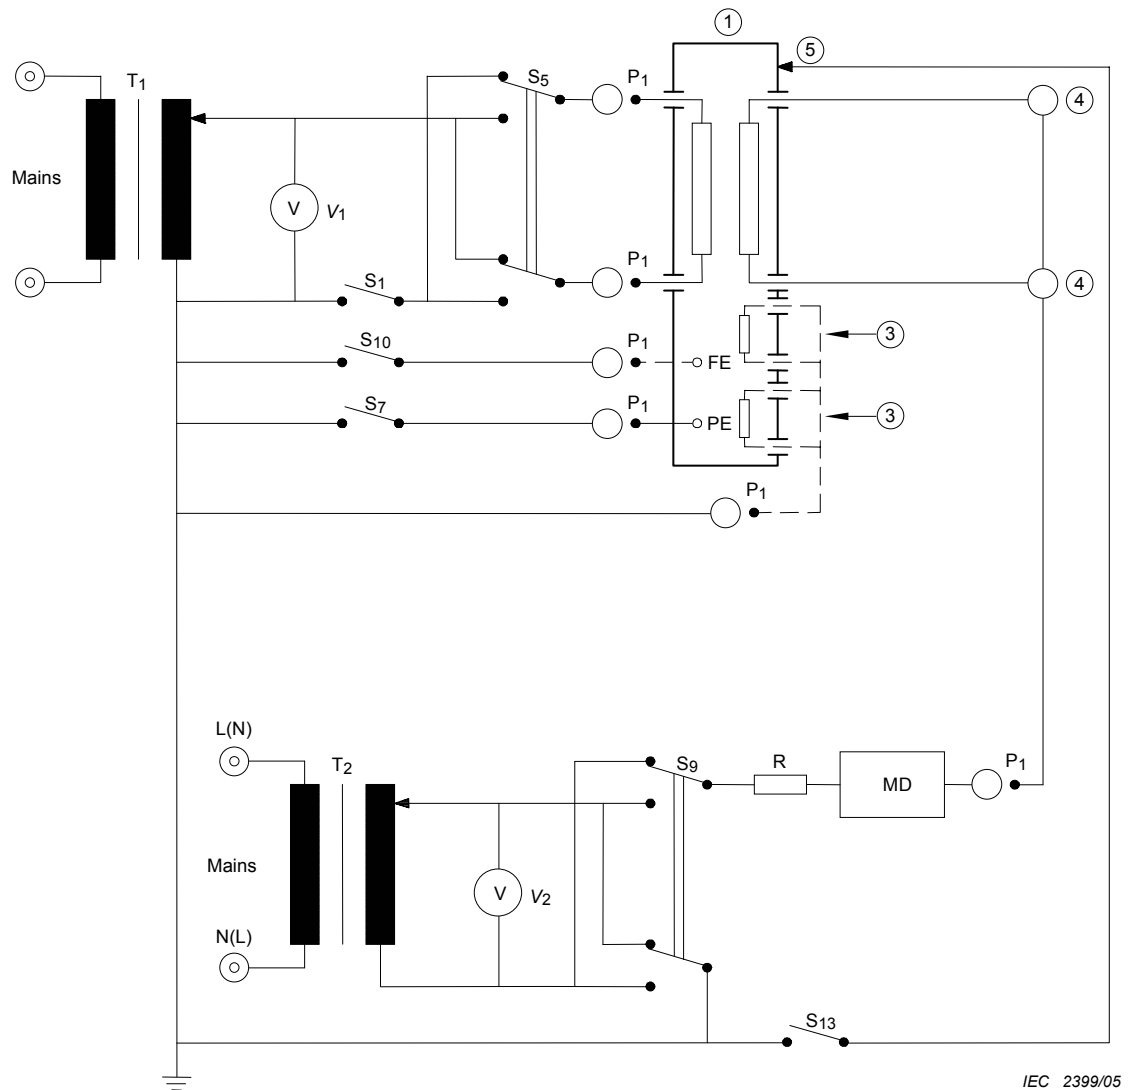 1
5
T1
S5
P1
4
Mains
V
V1
S1
P1
4
S10
P1
FE
3
S7
P1
PE
3
P1
L(N)
T2
S9
R
MD
P1
Mains
V
V2
N(L)
S13
IEC 2399/05